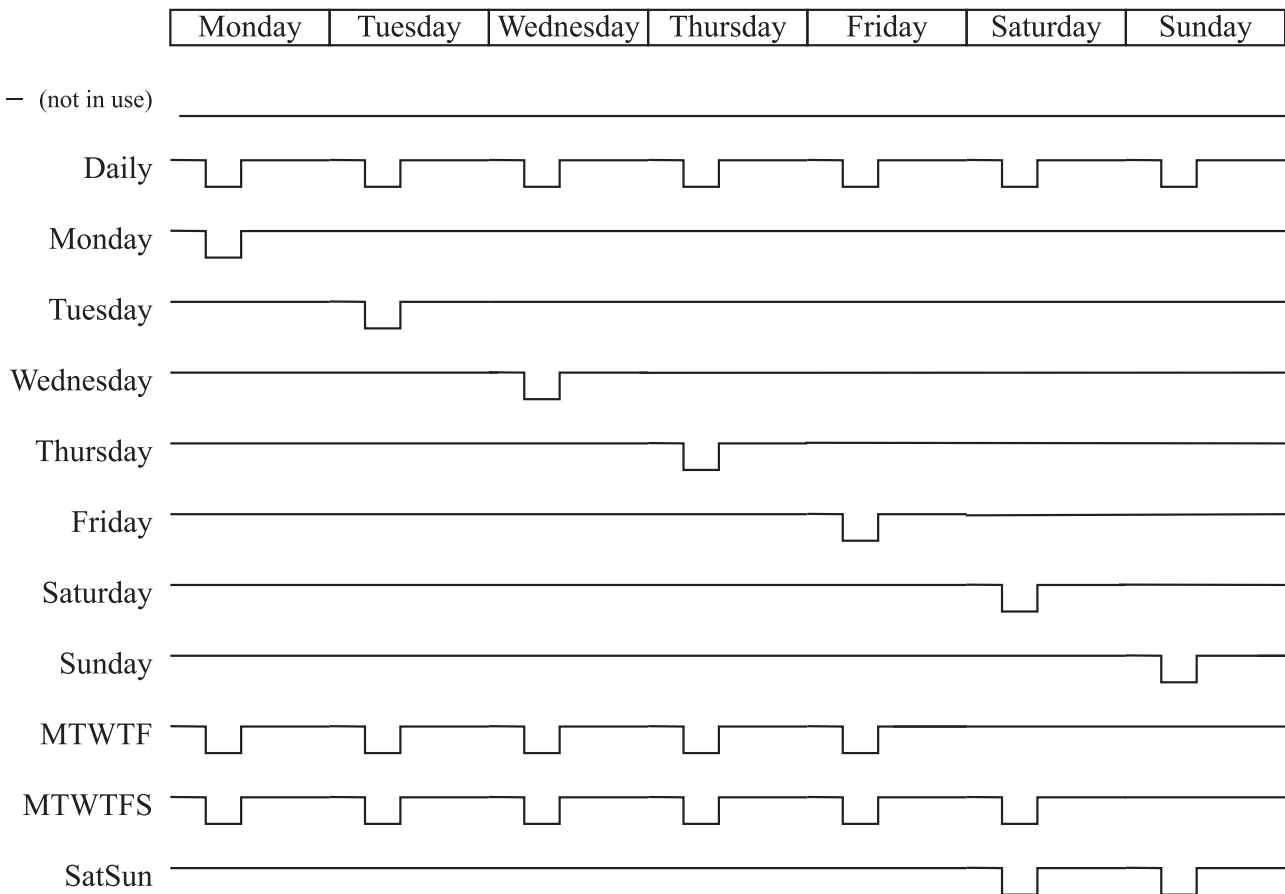 Monday Tuesday Wednesday Thursday Friday Saturday Sunday
— (not in use)
Daily
Monday
Tuesday
Wednesday
Thursday
Friday
Saturday
Sunday
MTWTF
MTWTFS
SatSun